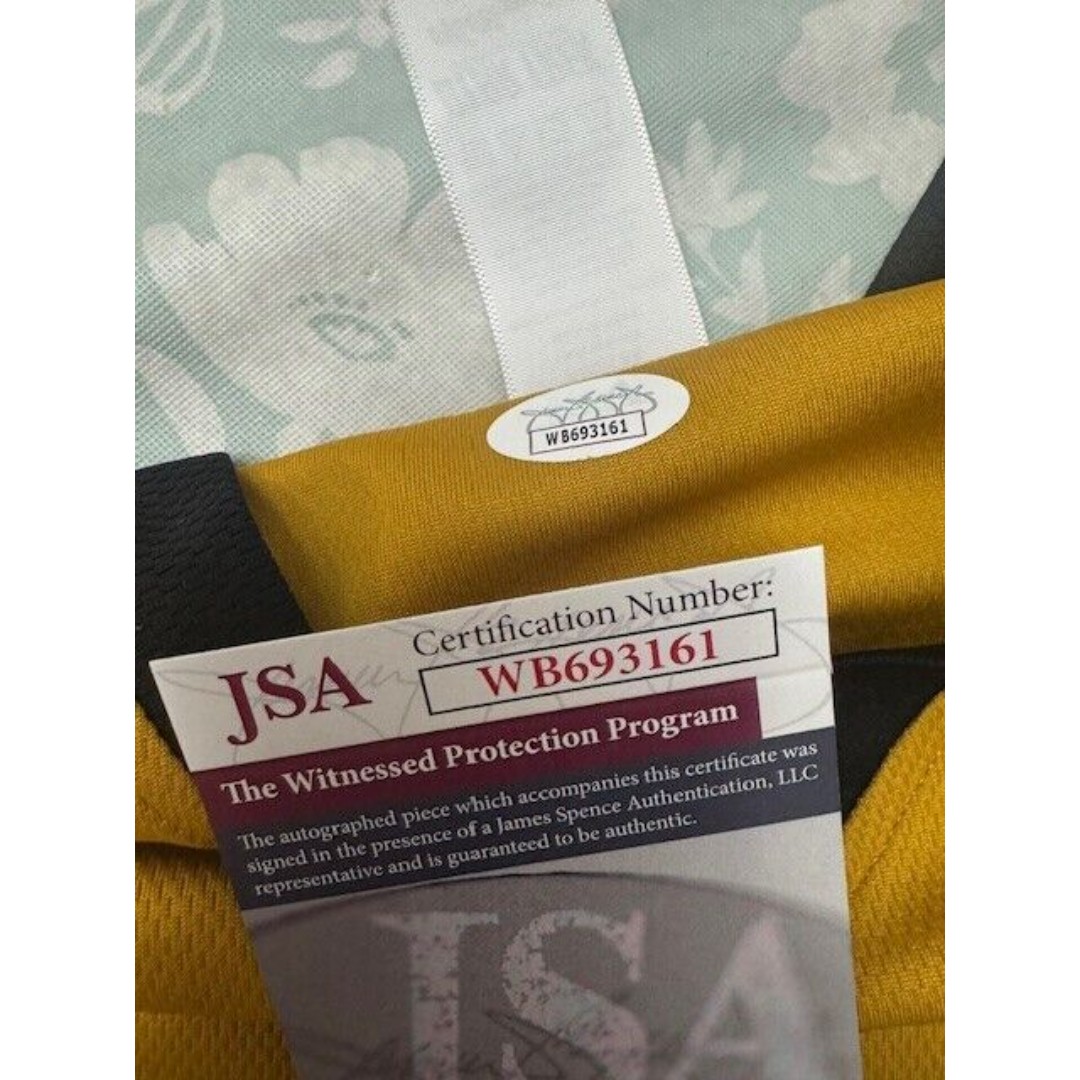 WB693161
Certification Number:
JSA
WB693161
The Witnessed Protection Program
The autographed piece which accompanies this certificate was
signed in the presence of a James Spence Authentication, LLC
representative and is guaranteed to be authentic.
JSA